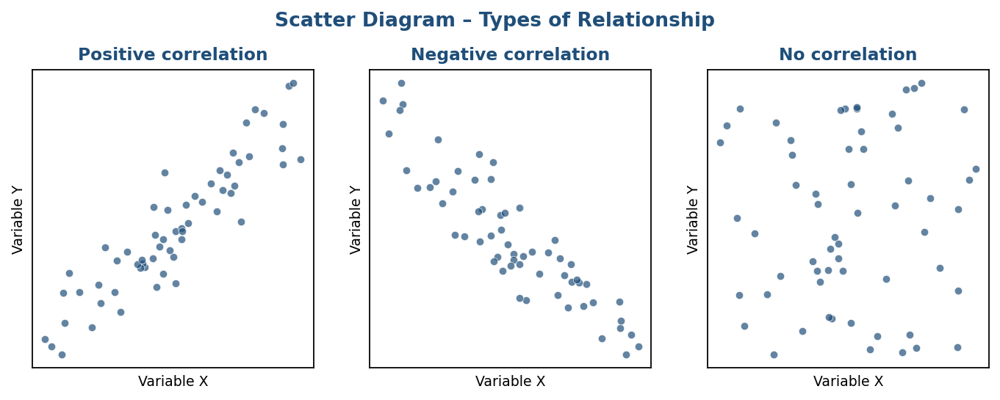 Scatter Diagram – Types of Relationship
Positive correlation
Negative correlation
No correlation
Variable Y
Variable Y
Variable Y
Variable X
Variable X
Variable X